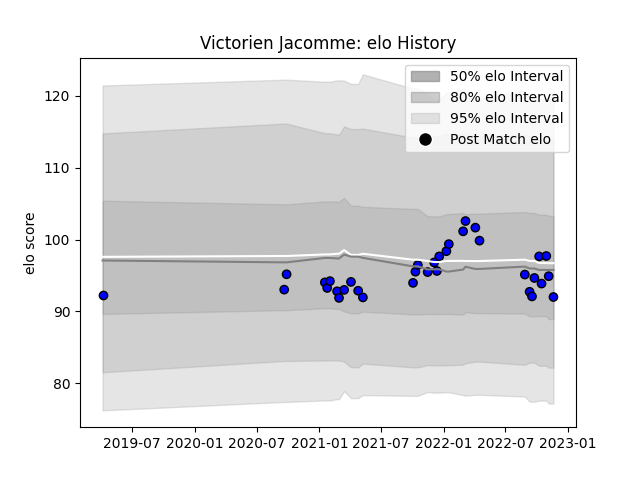 Victorien Jacomme: elo History
50% elo Interval
80% elo Interval
95% elo Interval
Post Match elo
elo score
120
110
100
90
80
2019-07 2020-01 2020-07 2021-01 2021-07 2022-01 2022-07 2023-01